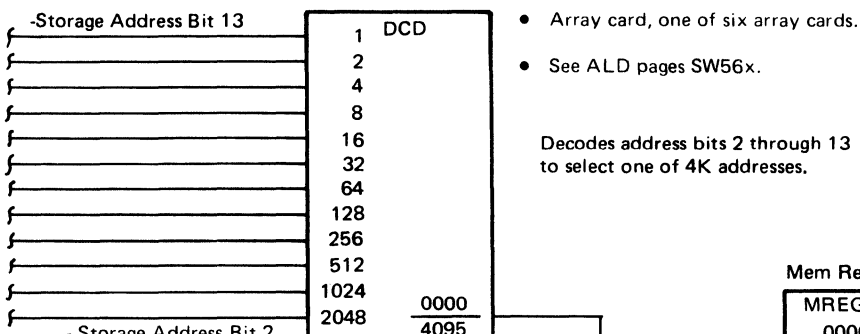 -Storage Address Bit 13
DCD
1
2
4
8
16
32
64
128
256
512
1024
2048
0000
4095
- Storage Address Bit 2
• Array card, one of six array cards.
• See ALD pages SW56x.
Decodes address bits 2 through 13
to select one of 4K addresses.
Mem Re
MREG
000